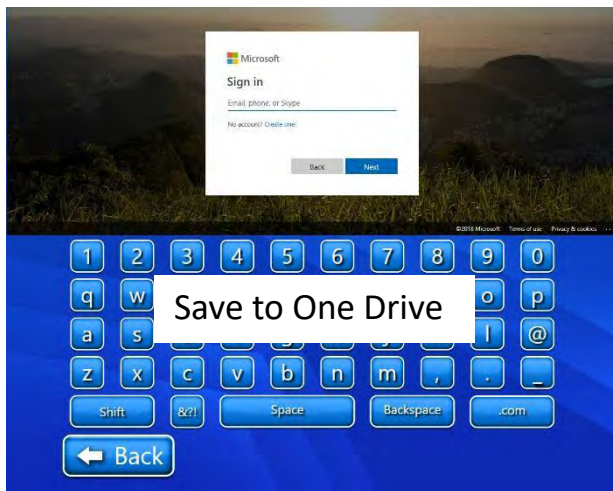 Microsoft
Sign in
Email, phone, or Skype
No account? Create one!
Back Next
©2018 Microsoft Terms of use Privacy & cookies ...
1 2 3 4 5 6 7 8 9 0
q w o p
Save to One Drive
a s l @
z x c v b n m , . _
Shift &?! Space Backspace .com
Back